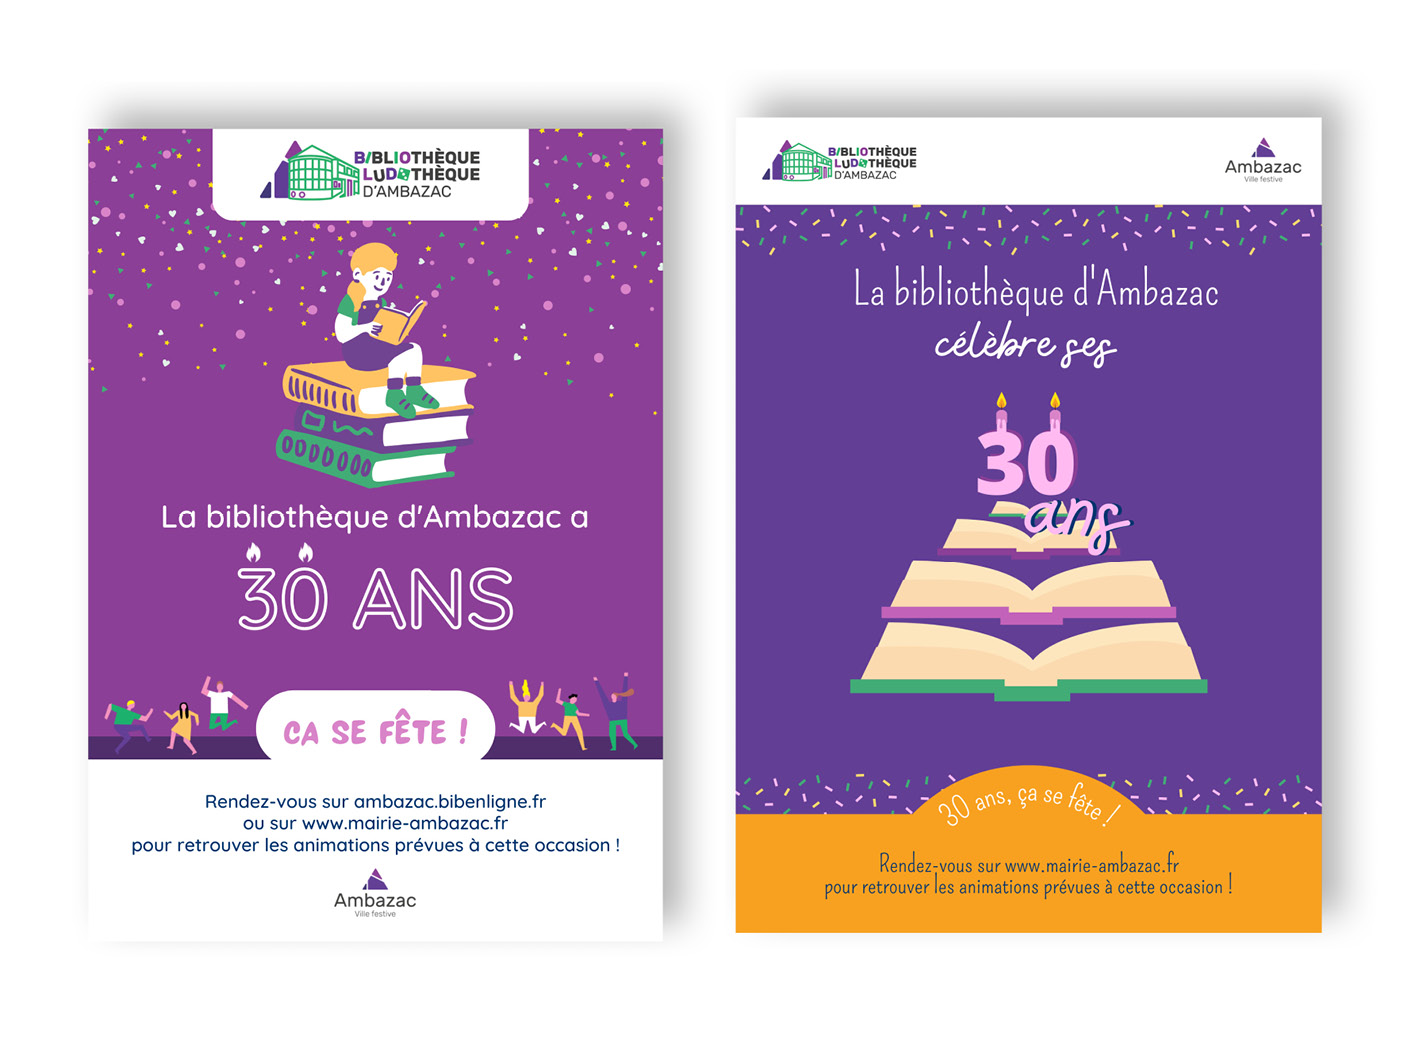 BIBLIOTHÈQUE
LUDOTHÈQUE
D'AMBAZAC
La bibliothèque d'Ambazac a
30 ANS
ÇA SE FÊTE !
Rendez-vous sur ambazac.bibenligne.fr
ou sur www.mairie-ambazac.fr
pour retrouver les animations prévues à cette occasion !
Ambazac
Ville festive
BIBLIOTHÈQUE
LUDOTHÈQUE
D'AMBAZAC
Ambazac
Ville festive
La bibliothèque d'Ambazac
célèbre ses
30
ans
30 ans, ça se fête !
Rendez-vous sur www.mairie-ambazac.fr
pour retrouver les animations prévues à cette occasion !